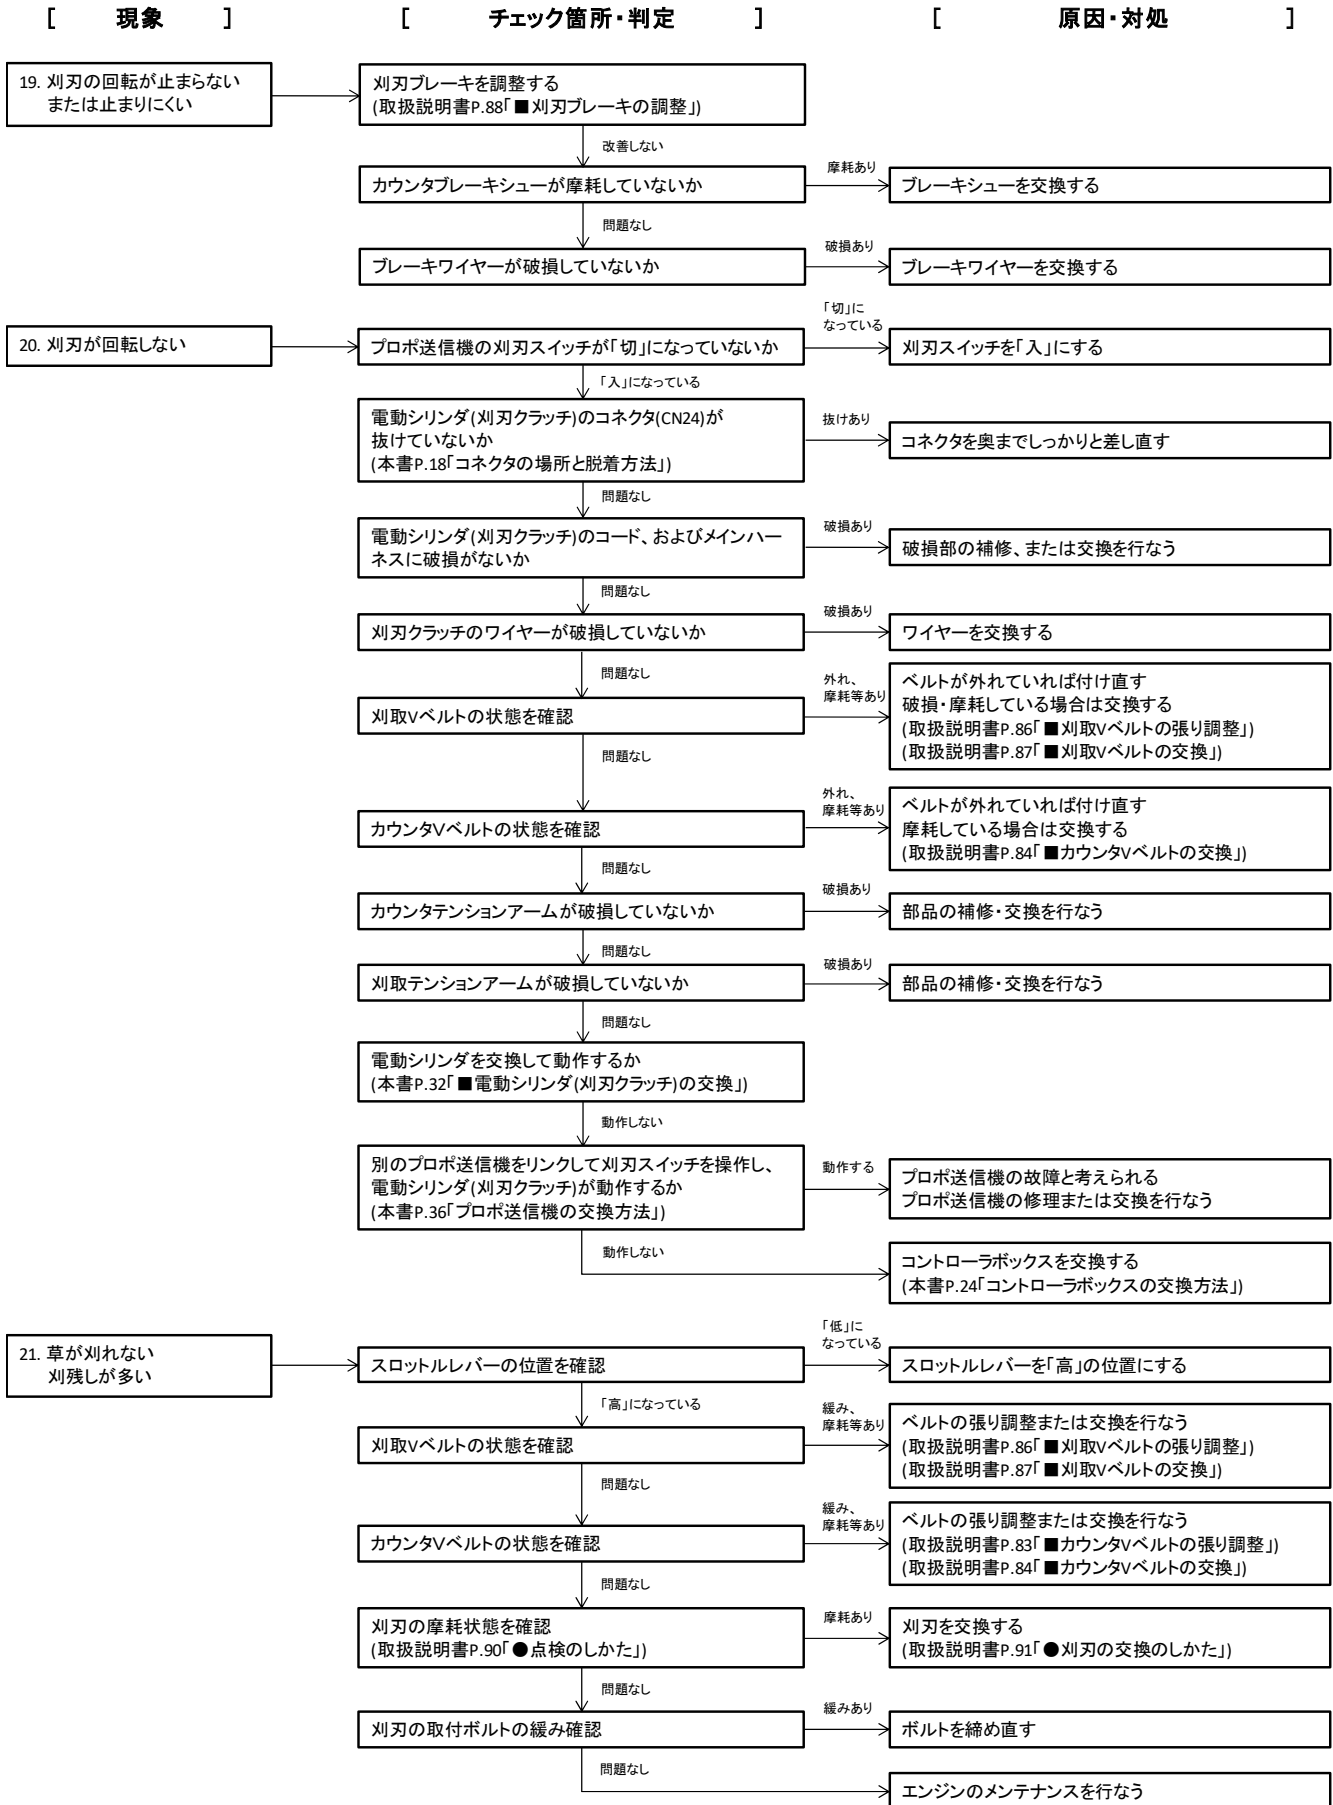 [ 現象 ]
[ チェック箇所・判定 ]
[ 原因・対処 ]
19. 刈刃の回転が止まらない
または止まりにくい
刈刃ブレーキを調整する
(取扱説明書P.88「■刈刃ブレーキの調整」)
改善しない
カウンタブレーキシューが摩耗していないか
摩耗あり
ブレーキシューを交換する
問題なし
ブレーキワイヤーが破損していないか
破損あり
ブレーキワイヤーを交換する
20. 刈刃が回転しない
プロポ送信機の刈刃スイッチが「切」になっていないか
「切」に
なっている
刈刃スイッチを「入」にする
「入」になっている
電動シリンダ(刈刃クラッチ)のコネクタ(CN24)が
抜けていないか
(本書P.18「コネクタの場所と脱着方法」)
抜けあり
コネクタを奥までしっかりと差し直す
問題なし
電動シリンダ(刈刃クラッチ)のコード、およびメインハー
ネスに破損がないか
破損あり
破損部の補修、または交換を行なう
問題なし
刈刃クラッチのワイヤーが破損していないか
破損あり
ワイヤーを交換する
問題なし
刈取Vベルトの状態を確認
外れ、
摩耗等あり
ベルトが外れていれば付け直す
破損・摩耗している場合は交換する
(取扱説明書P.86「■刈取Vベルトの張り調整」)
(取扱説明書P.87「■刈取Vベルトの交換」)
問題なし
カウンタVベルトの状態を確認
外れ、
摩耗等あり
ベルトが外れていれば付け直す
摩耗している場合は交換する
(取扱説明書P.84「■カウンタVベルトの交換」)
問題なし
カウンタテンションアームが破損していないか
破損あり
部品の補修・交換を行なう
問題なし
刈取テンションアームが破損していないか
破損あり
部品の補修・交換を行なう
問題なし
電動シリンダを交換して動作するか
(本書P.32「■電動シリンダ(刈刃クラッチ)の交換」)
動作しない
別のプロポ送信機をリンクして刈刃スイッチを操作し、
電動シリンダ(刈刃クラッチ)が動作するか
(本書P.36「プロポ送信機の交換方法」)
動作する
プロポ送信機の故障と考えられる
プロポ送信機の修理または交換を行なう
動作しない
コントローラボックスを交換する
(本書P.24「コントローラボックスの交換方法」)
21. 草が刈れない
刈残しが多い
スロットルレバーの位置を確認
「低」に
なっている
スロットルレバーを「高」の位置にする
「高」になっている
刈取Vベルトの状態を確認
緩み、
摩耗等あり
ベルトの張り調整または交換を行なう
(取扱説明書P.86「■刈取Vベルトの張り調整」)
(取扱説明書P.87「■刈取Vベルトの交換」)
問題なし
カウンタVベルトの状態を確認
緩み、
摩耗等あり
ベルトの張り調整または交換を行なう
(取扱説明書P.83「■カウンタVベルトの張り調整」)
(取扱説明書P.84「■カウンタVベルトの交換」)
問題なし
刈刃の摩耗状態を確認
(取扱説明書P.90「●点検のしかた」)
摩耗あり
刈刃を交換する
(取扱説明書P.91「●刈刃の交換のしかた」)
問題なし
刈刃の取付ボルトの緩み確認
緩みあり
ボルトを締め直す
問題なし
エンジンのメンテナンスを行なう